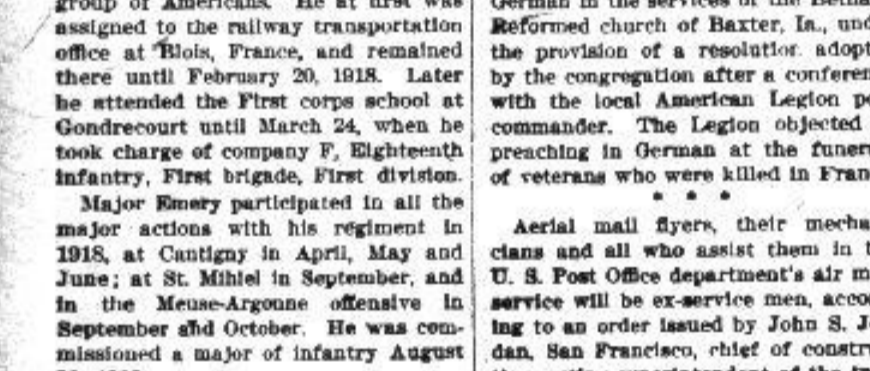 group of Americans. He at first was
assigned to the railway transportation
office at Blois, France, and remained
there until February 20, 1918. Later
he attended the First corps school at
Gondrecourt until March 24, when he
took charge of company F, Eighteenth
infantry, First brigade, First division.
Major Emery participated in all the
major actions with his regiment in
1918, at Cantigny in April, May and
June; at St. Mihiel in September, and
in the Meuse-Argonne offensive in
September and October. He was com-
missioned a major of infantry August
German in the services of the
Reformed church of Baxter, Ia., und
the provision of a resolution adopt
by the congregation after a conferen
with the local American Legion po
commander. The Legion objected
preaching in German at the funer
of veterans who were killed in Fran
* * *
Aerial mail flyers, their mecha
cians and all who assist them in t
U. S. Post Office department's air m
service will be ex-service men, acco
ing to an order issued by John S. J
dan, San Francisco, chief of constru